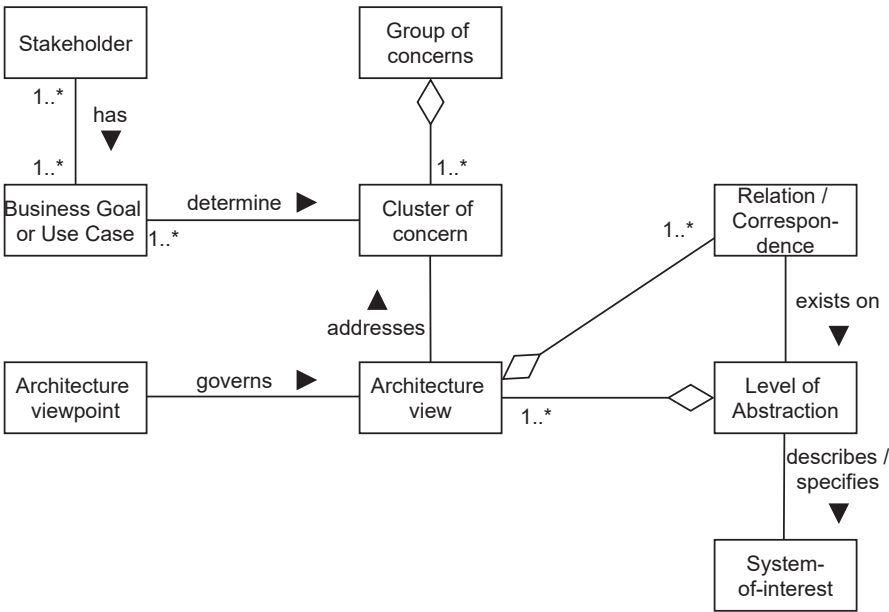 Stakeholder
Group of
concerns
1..*
has
1..*
1..*
Business Goal
or Use Case
determine
1..*
Cluster of
concern
Relation /
Correspon-
dence
1..*
exists on
addresses
Architecture
viewpoint
governs
Architecture
view
1..*
Level of
Abstraction
describes /
specifies
System-
of-interest